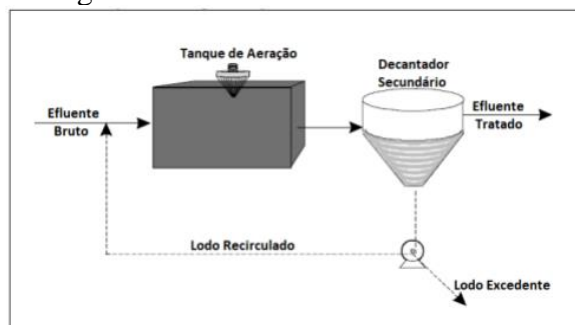 Tanque de Aeração
Decantador
Secundário
Efluente
Bruto
Efluente
Tratado
Lodo Recirculado
Lodo Excedente